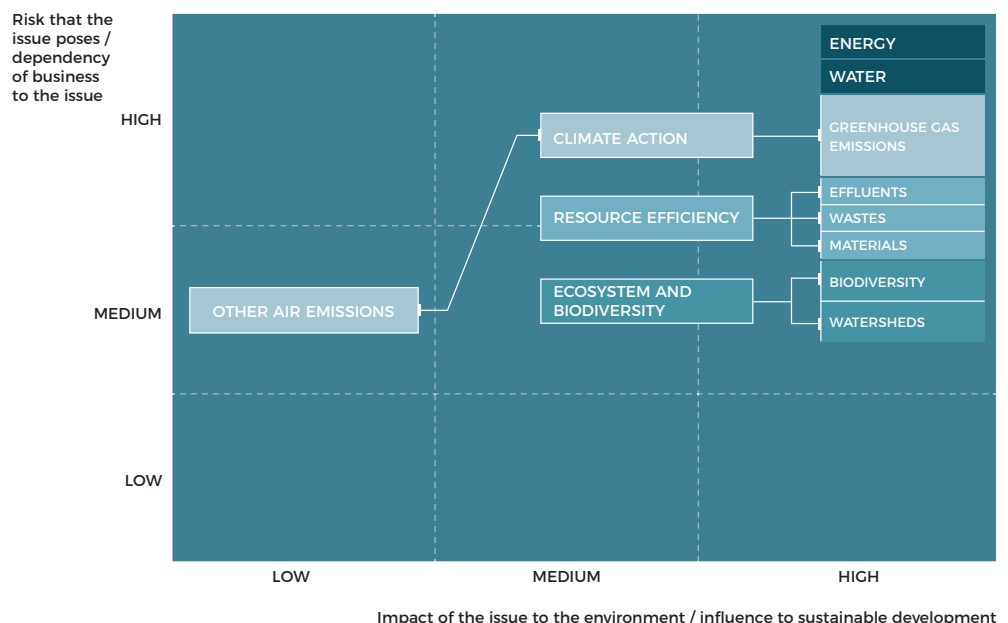 Risk that the
issue poses /
dependency
of business
to the issue
HIGH
MEDIUM
LOW
ENERGY
WATER
GREENHOUSE GAS
EMISSIONS
CLIMATE ACTION
EFFLUENTS
RESOURCE EFFICIENCY
WASTES
MATERIALS
ECOSYSTEM AND
BIODIVERSITY
BIODIVERSITY
WATERSHEDS
OTHER AIR EMISSIONS
LOW
MEDIUM
HIGH
Impact of the issue to the environment / influence to sustainable development